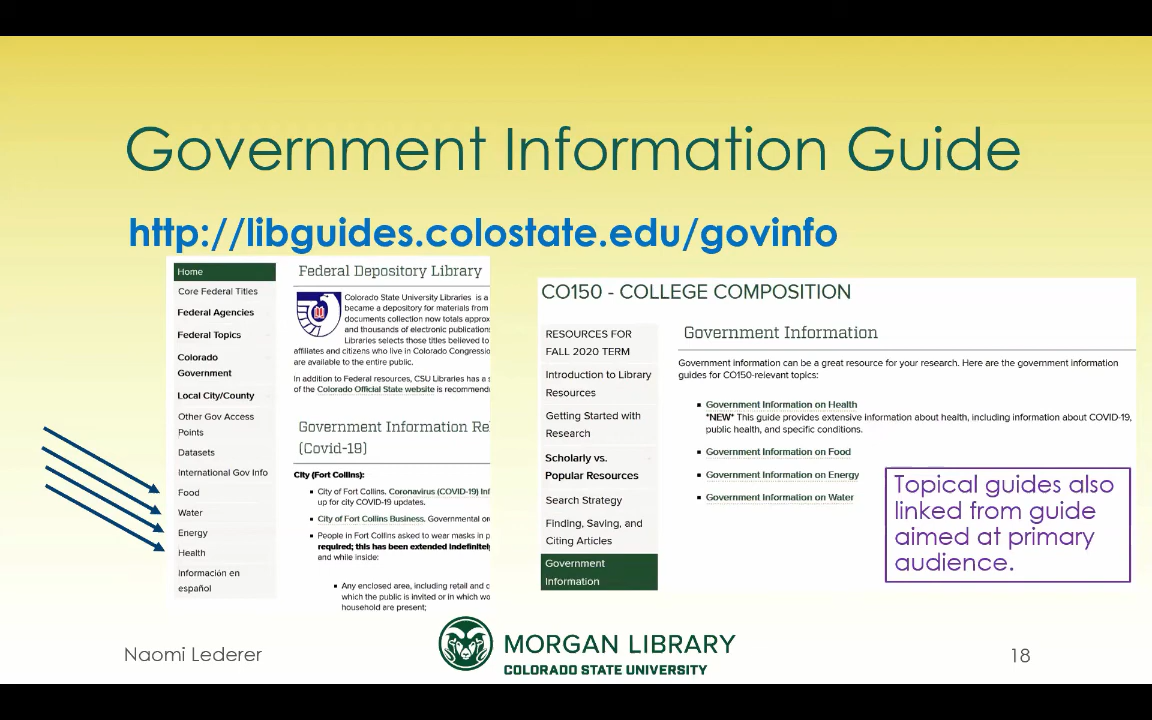 Government Information Guide
http://libguides.colostate.edu/govinfo
Home
Core Federal Titles
Federal Agencies
Federal Topics
Colorado
Government
Local City/County
Other Gov Access
Points
Datasets
International Gov Info
Food
Water
Energy
Health
Información en
español
Federal Depository Library
Colorado State University Libraries is a
became a depository for materials from
documents collection now totals approx
and thousands of electronic publications
Libraries selects those titles believed to
affiliates and citizens who live in Colorado Congressio
are available to the entire public.
In addition to Federal resources, CSU Libraries has a s
of the Colorado Official State website is recommend
Government Information Re
(Covid-19)
City (Fort Collins):
City of Fort Collins. Coronavirus (COVID-19) Inf
up for city COVID-19 updates.
City of Fort Collins Business. Governmental or
People in Fort Collins asked to wear masks in p
required; this has been extended indefinitely
and while inside:
Any enclosed area, including retail and c
which the public is invited or in which wo
household are present;
CO150 - COLLEGE COMPOSITION
RESOURCES FOR
FALL 2020 TERM
Introduction to Library
Resources
Getting Started with
Research
Scholarly vs.
Popular Resources
Search Strategy
Finding, Saving, and
Citing Articles
Government
Information
Government Information
Government information can be a great resource for your research. Here are the government information
guides for CO150-relevant topics:
Government Information on Health
*NEW* This guide provides extensive information about health, including information about COVID-19,
public health, and specific conditions.
Government Information on Food
Government Information on Energy
Government Information on Water
Topical guides also
linked from guide
aimed at primary
audience.
Naomi Lederer
MORGAN LIBRARY
COLORADO STATE UNIVERSITY
18